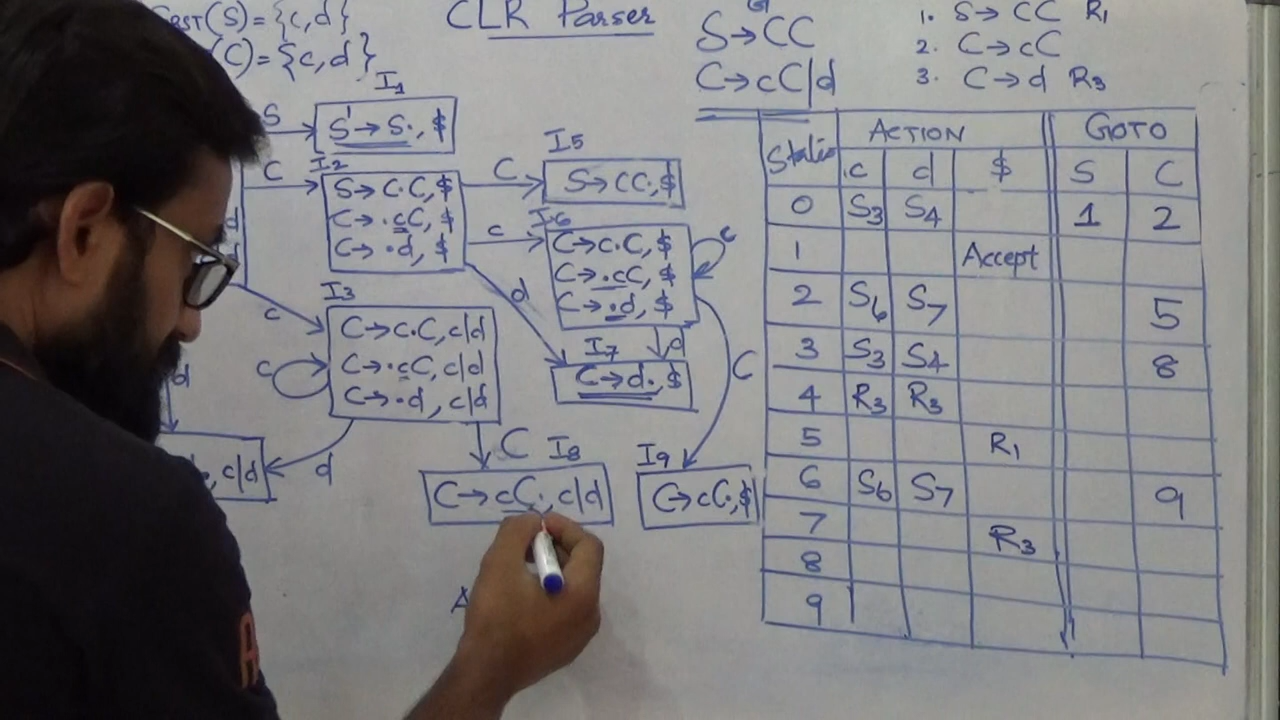 CLR Parser
(S)={c,d}
(C)={c,d}
S→CC
C→cC|d
1. S→CC R1
2. C→cC
3. C→d R3
S
I1
S'→S·,$
C
I2
S→C·C,$
C→·cC,$
C→·d,$
C
I5
S→CC·,$
c
I6
C→c·C,$
C→·cC,$
C→·d,$
c
d
I7
C→d·,$
d
C
d
c
I3
C→c·C,c|d
C→·cC,c|d
C→·d,c|d
c
d
d
·,c|d
C
I8
C→cC·,c|d
I9
C→cC·,$
A
States ACTION GOTO
c d $ S C
0 S3 S4 1 2
1 Accept
2 S6 S7 5
3 S3 S4 8
4 R3 R3
5 R1
6 S6 S7 9
7 R3
8
9